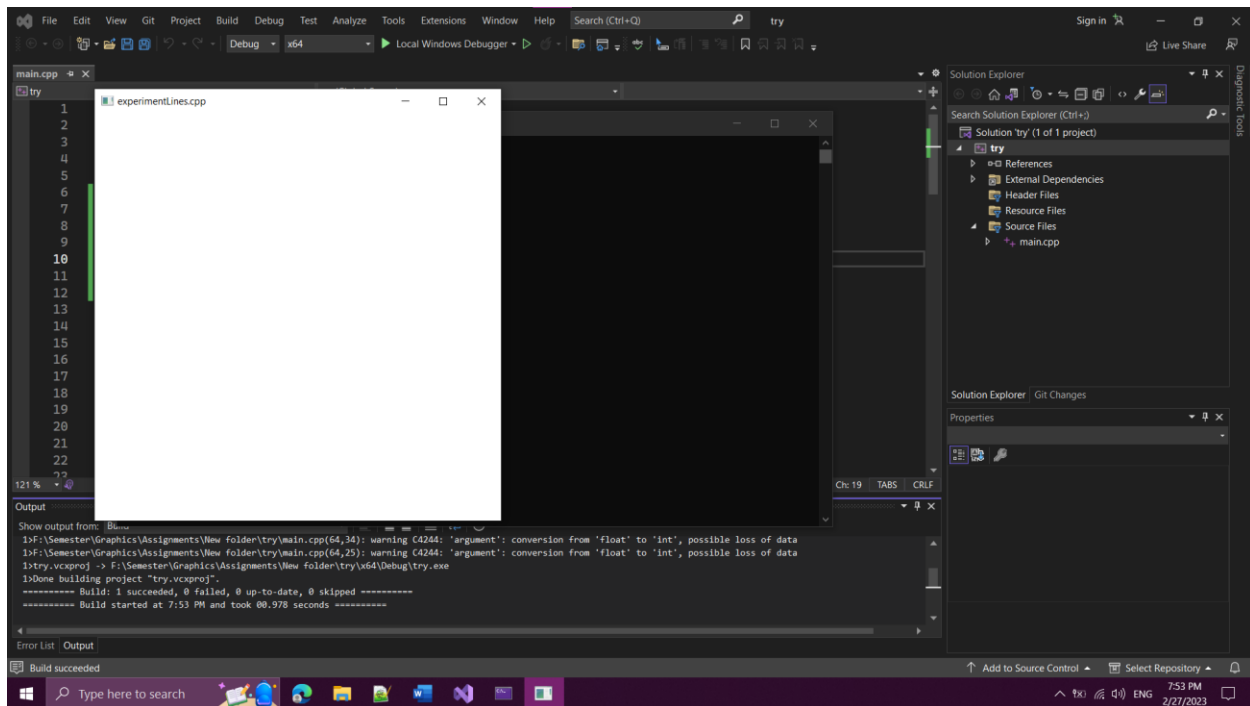 File Edit View Git Project Build Debug Test Analyze Tools Extensions Window Help Search (Ctrl+Q) try Sign in
Debug x64 Local Windows Debugger Live Share
main.cpp
try
experimentLines.cpp
1
2
3
4
5
6
7
8
9
10
11
12
13
14
15
16
17
18
19
20
21
22
23
121 % Ch: 19 TABS CRLF
Solution Explorer
Search Solution Explorer (Ctrl+;)
Solution 'try' (1 of 1 project)
try
References
External Dependencies
Header Files
Resource Files
Source Files
main.cpp
Solution Explorer Git Changes
Properties
Diagnostic Tools
Output
Show output from: Build
1>F:\Semester\Graphics\Assignments\New folder\try\main.cpp(64,34): warning C4244: 'argument': conversion from 'float' to 'int', possible loss of data
1>F:\Semester\Graphics\Assignments\New folder\try\main.cpp(64,25): warning C4244: 'argument': conversion from 'float' to 'int', possible loss of data
1>try.vcxproj -> F:\Semester\Graphics\Assignments\New folder\try\x64\Debug\try.exe
1>Done building project "try.vcxproj".
========== Build: 1 succeeded, 0 failed, 0 up-to-date, 0 skipped ==========
========== Build started at 7:53 PM and took 00.978 seconds ==========
Error List Output
Build succeeded Add to Source Control Select Repository
Type here to search ENG 7:53 PM
2/27/2023